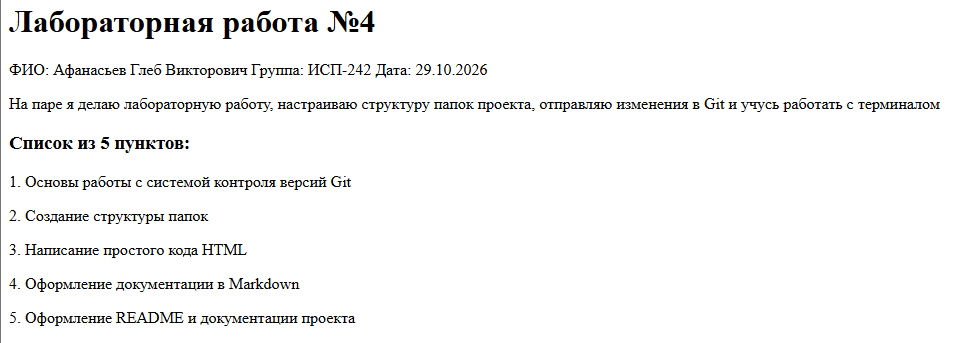 Лабораторная работа №4
ФИО: Афанасьев Глеб Викторович Группа: ИСП-242 Дата: 29.10.2026
На паре я делаю лабораторную работу, настраиваю структуру папок проекта, отправляю изменения в Git и учусь работать с терминалом
Список из 5 пунктов:
1. Основы работы с системой контроля версий Git
2. Создание структуры папок
3. Написание простого кода HTML
4. Оформление документации в Markdown
5. Оформление README и документации проекта